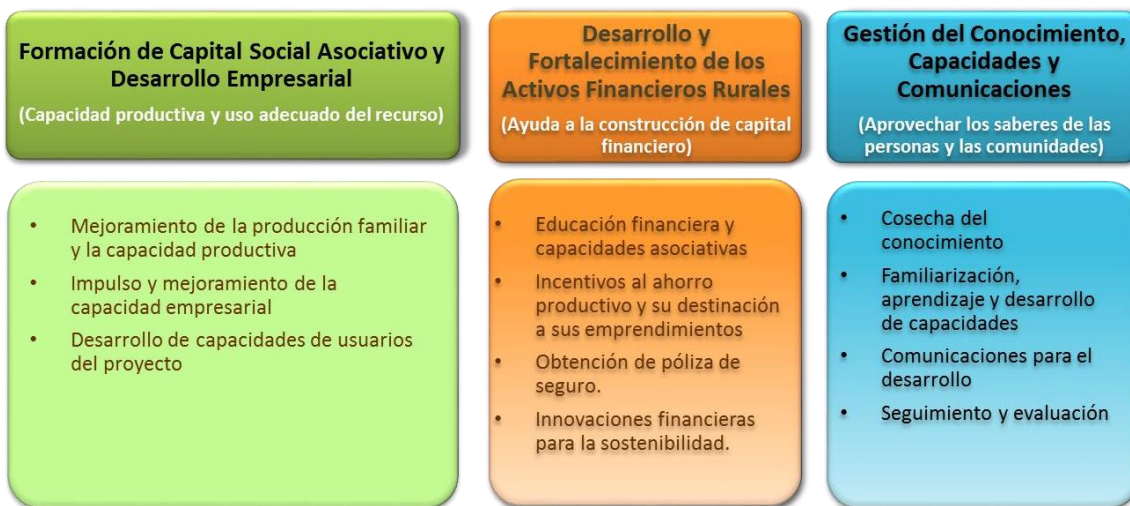 Formación de Capital Social Asociativo y
Desarrollo Empresarial
(Capacidad productiva y uso adecuado del recurso)
• Mejoramiento de la producción familiar
y la capacidad productiva
• Impulso y mejoramiento de la
capacidad empresarial
• Desarrollo de capacidades de usuarios
del proyecto
Desarrollo y
Fortalecimiento de los
Activos Financieros Rurales
(Ayuda a la construcción de capital
financiero)
• Educación financiera y
capacidades asociativas
• Incentivos al ahorro
productivo y su destinación
a sus emprendimientos
• Obtención de póliza de
seguro.
• Innovaciones financieras
para la sostenibilidad.
Gestión del Conocimiento,
Capacidades y
Comunicaciones
(Aprovechar los saberes de las
personas y las comunidades)
• Cosecha del
conocimiento
• Familiarización,
aprendizaje y desarrollo
de capacidades
• Comunicaciones para el
desarrollo
• Seguimiento y evaluación